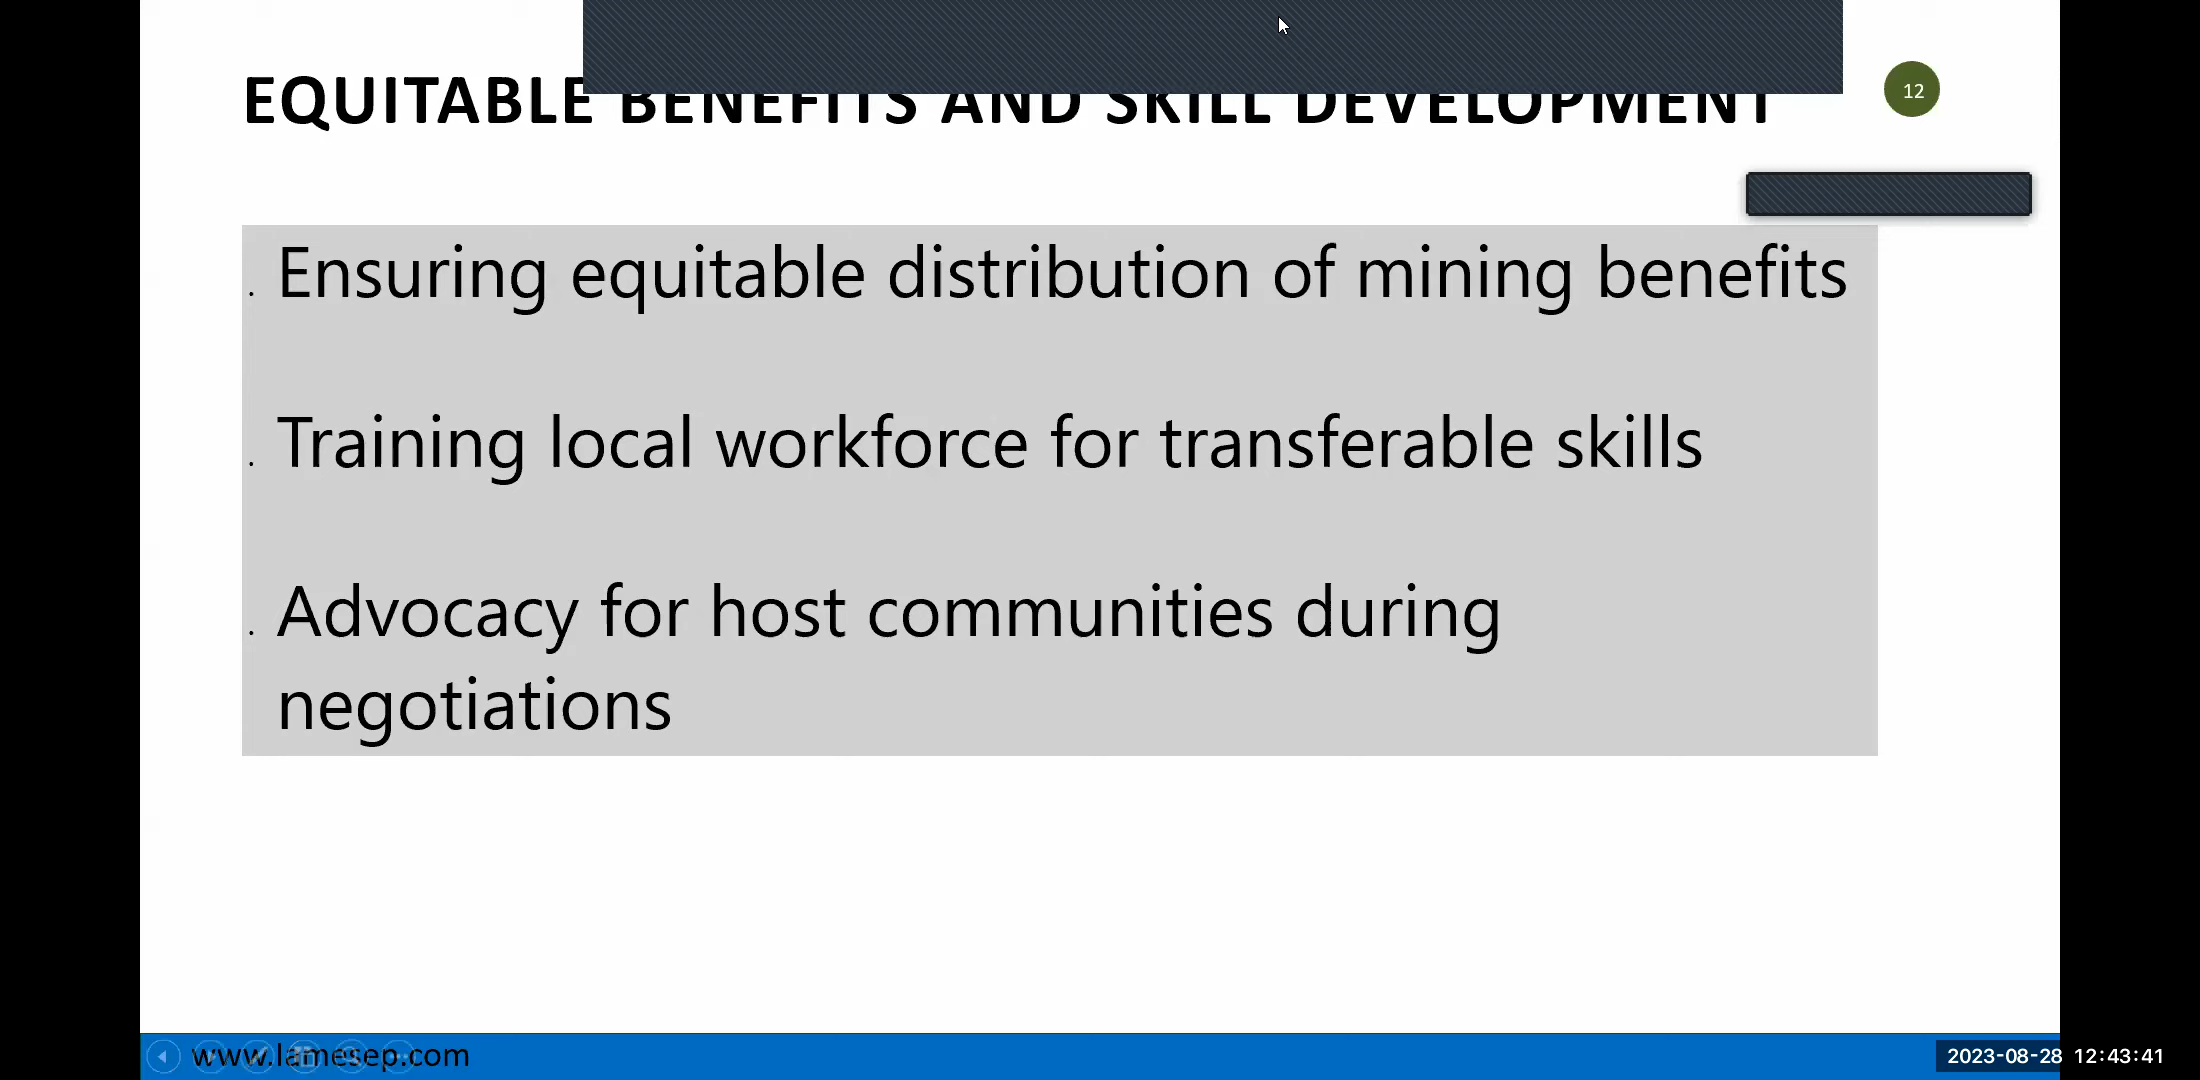 EQUITABLE BENEFITS AND SKILL DEVELOPMENT
12
. Ensuring equitable distribution of mining benefits
. Training local workforce for transferable skills
. Advocacy for host communities during
negotiations
www.lamesep.com
2023-08-28 12:43:41